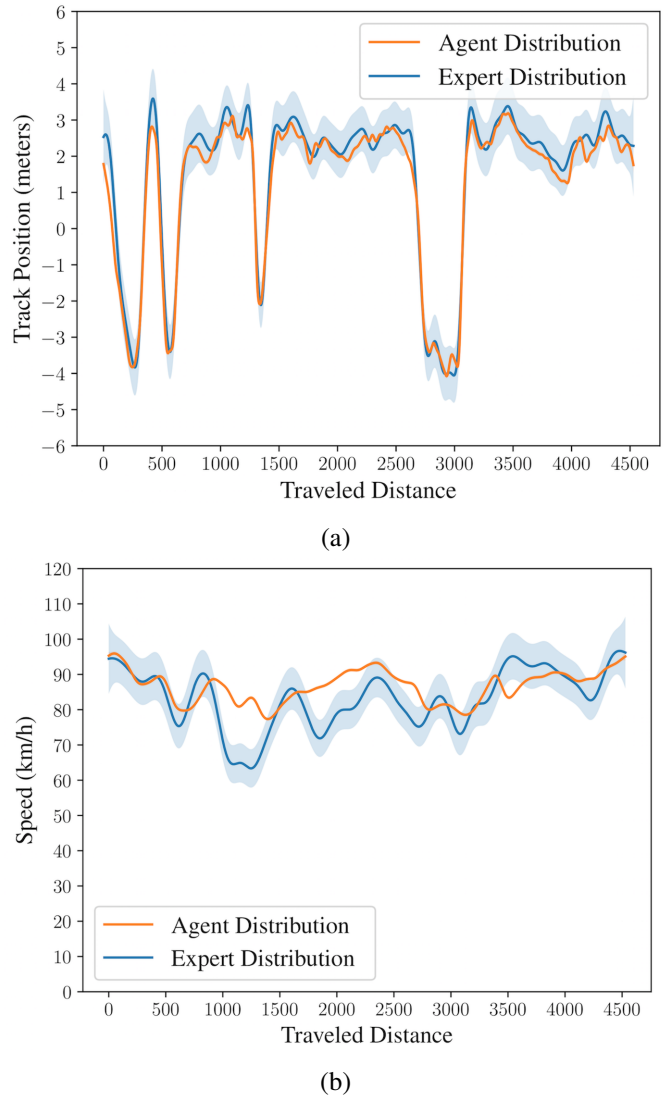 6
5
4
3
2
1
0
−1
−2
−3
−4
−5
−6
Track Position (meters)
Agent Distribution
Expert Distribution
0 500 1000 1500 2000 2500 3000 3500 4000 4500
Traveled Distance
(a)
120
110
100
90
80
70
60
50
40
30
20
10
0
Speed (km/h)
Agent Distribution
Expert Distribution
0 500 1000 1500 2000 2500 3000 3500 4000 4500
Traveled Distance
(b)